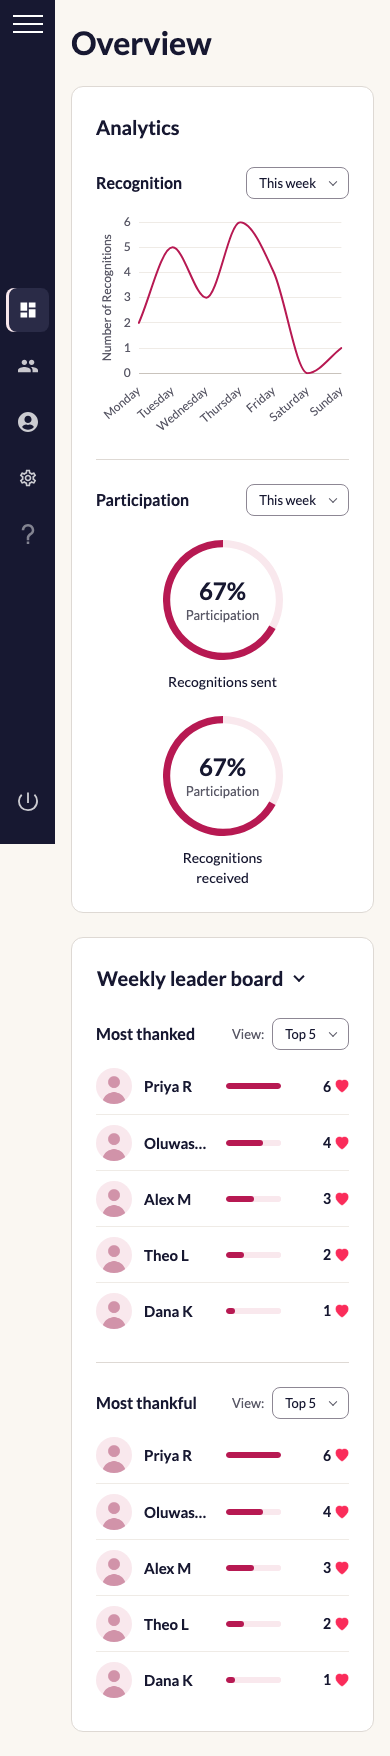 Overview
Analytics
Recognition
This week
Number of Recognitions
6
5
4
3
2
1
0
Monday
Tuesday
Wednesday
Thursday
Friday
Saturday
Sunday
Participation
This week
67%
Participation
Recognitions sent
67%
Participation
Recognitions
received
Weekly leader board
Most thanked
View:
Top 5
Priya R
6
Oluwas...
4
Alex M
3
Theo L
2
Dana K
1
Most thankful
View:
Top 5
Priya R
6
Oluwas...
4
Alex M
3
Theo L
2
Dana K
1